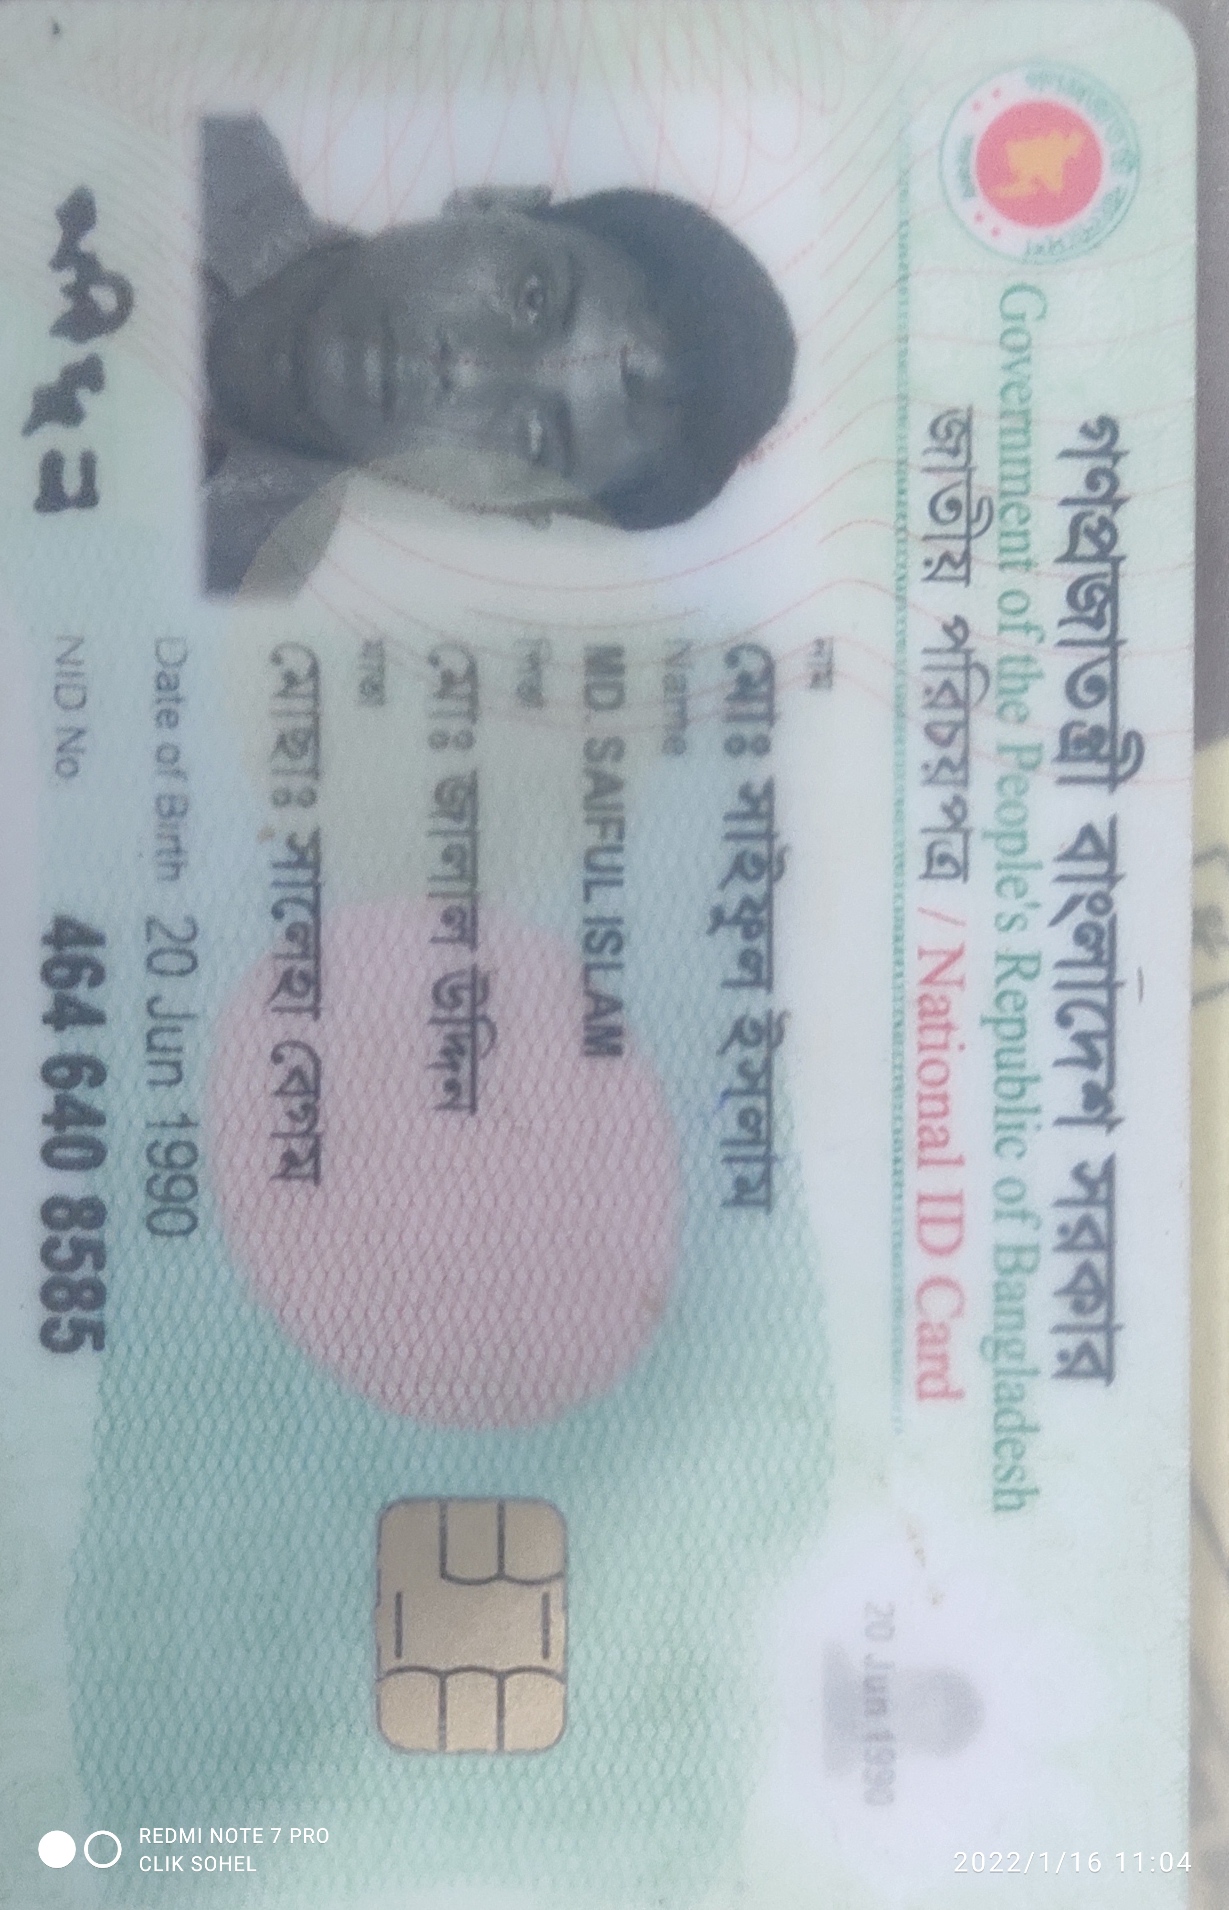 গণপ্রজাতন্ত্রী বাংলাদেশ সরকার
Government of the People's Republic of Bangladesh
জাতীয় পরিচয়পত্র / National ID Card
নাম
মোঃ সাইফুল ইসলাম
Name
MD. SAIFUL ISLAM
পিতা
মোঃ জালাল উদ্দিন
মাতা
মোছাঃ সালেহা বেগম
Date of Birth 20 Jun 1990
NID No. 464 640 8585
20 Jun 1990
REDMI NOTE 7 PRO
CLIK SOHEL
2022/1/16 11:04